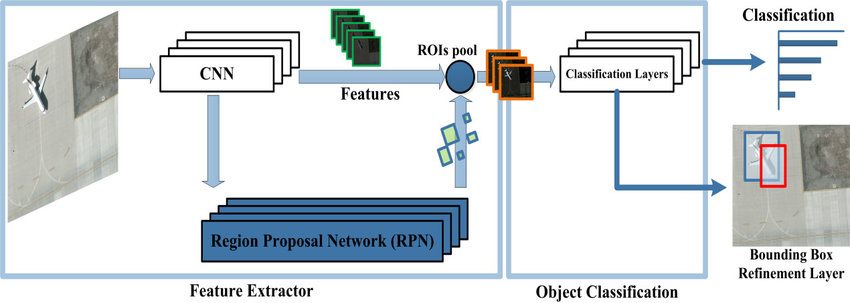 Classification
ROIs pool
CNN
Classification Layers
Features
Region Proposal Network (RPN)
Bounding Box
Refinement Layer
Feature Extractor
Object Classification